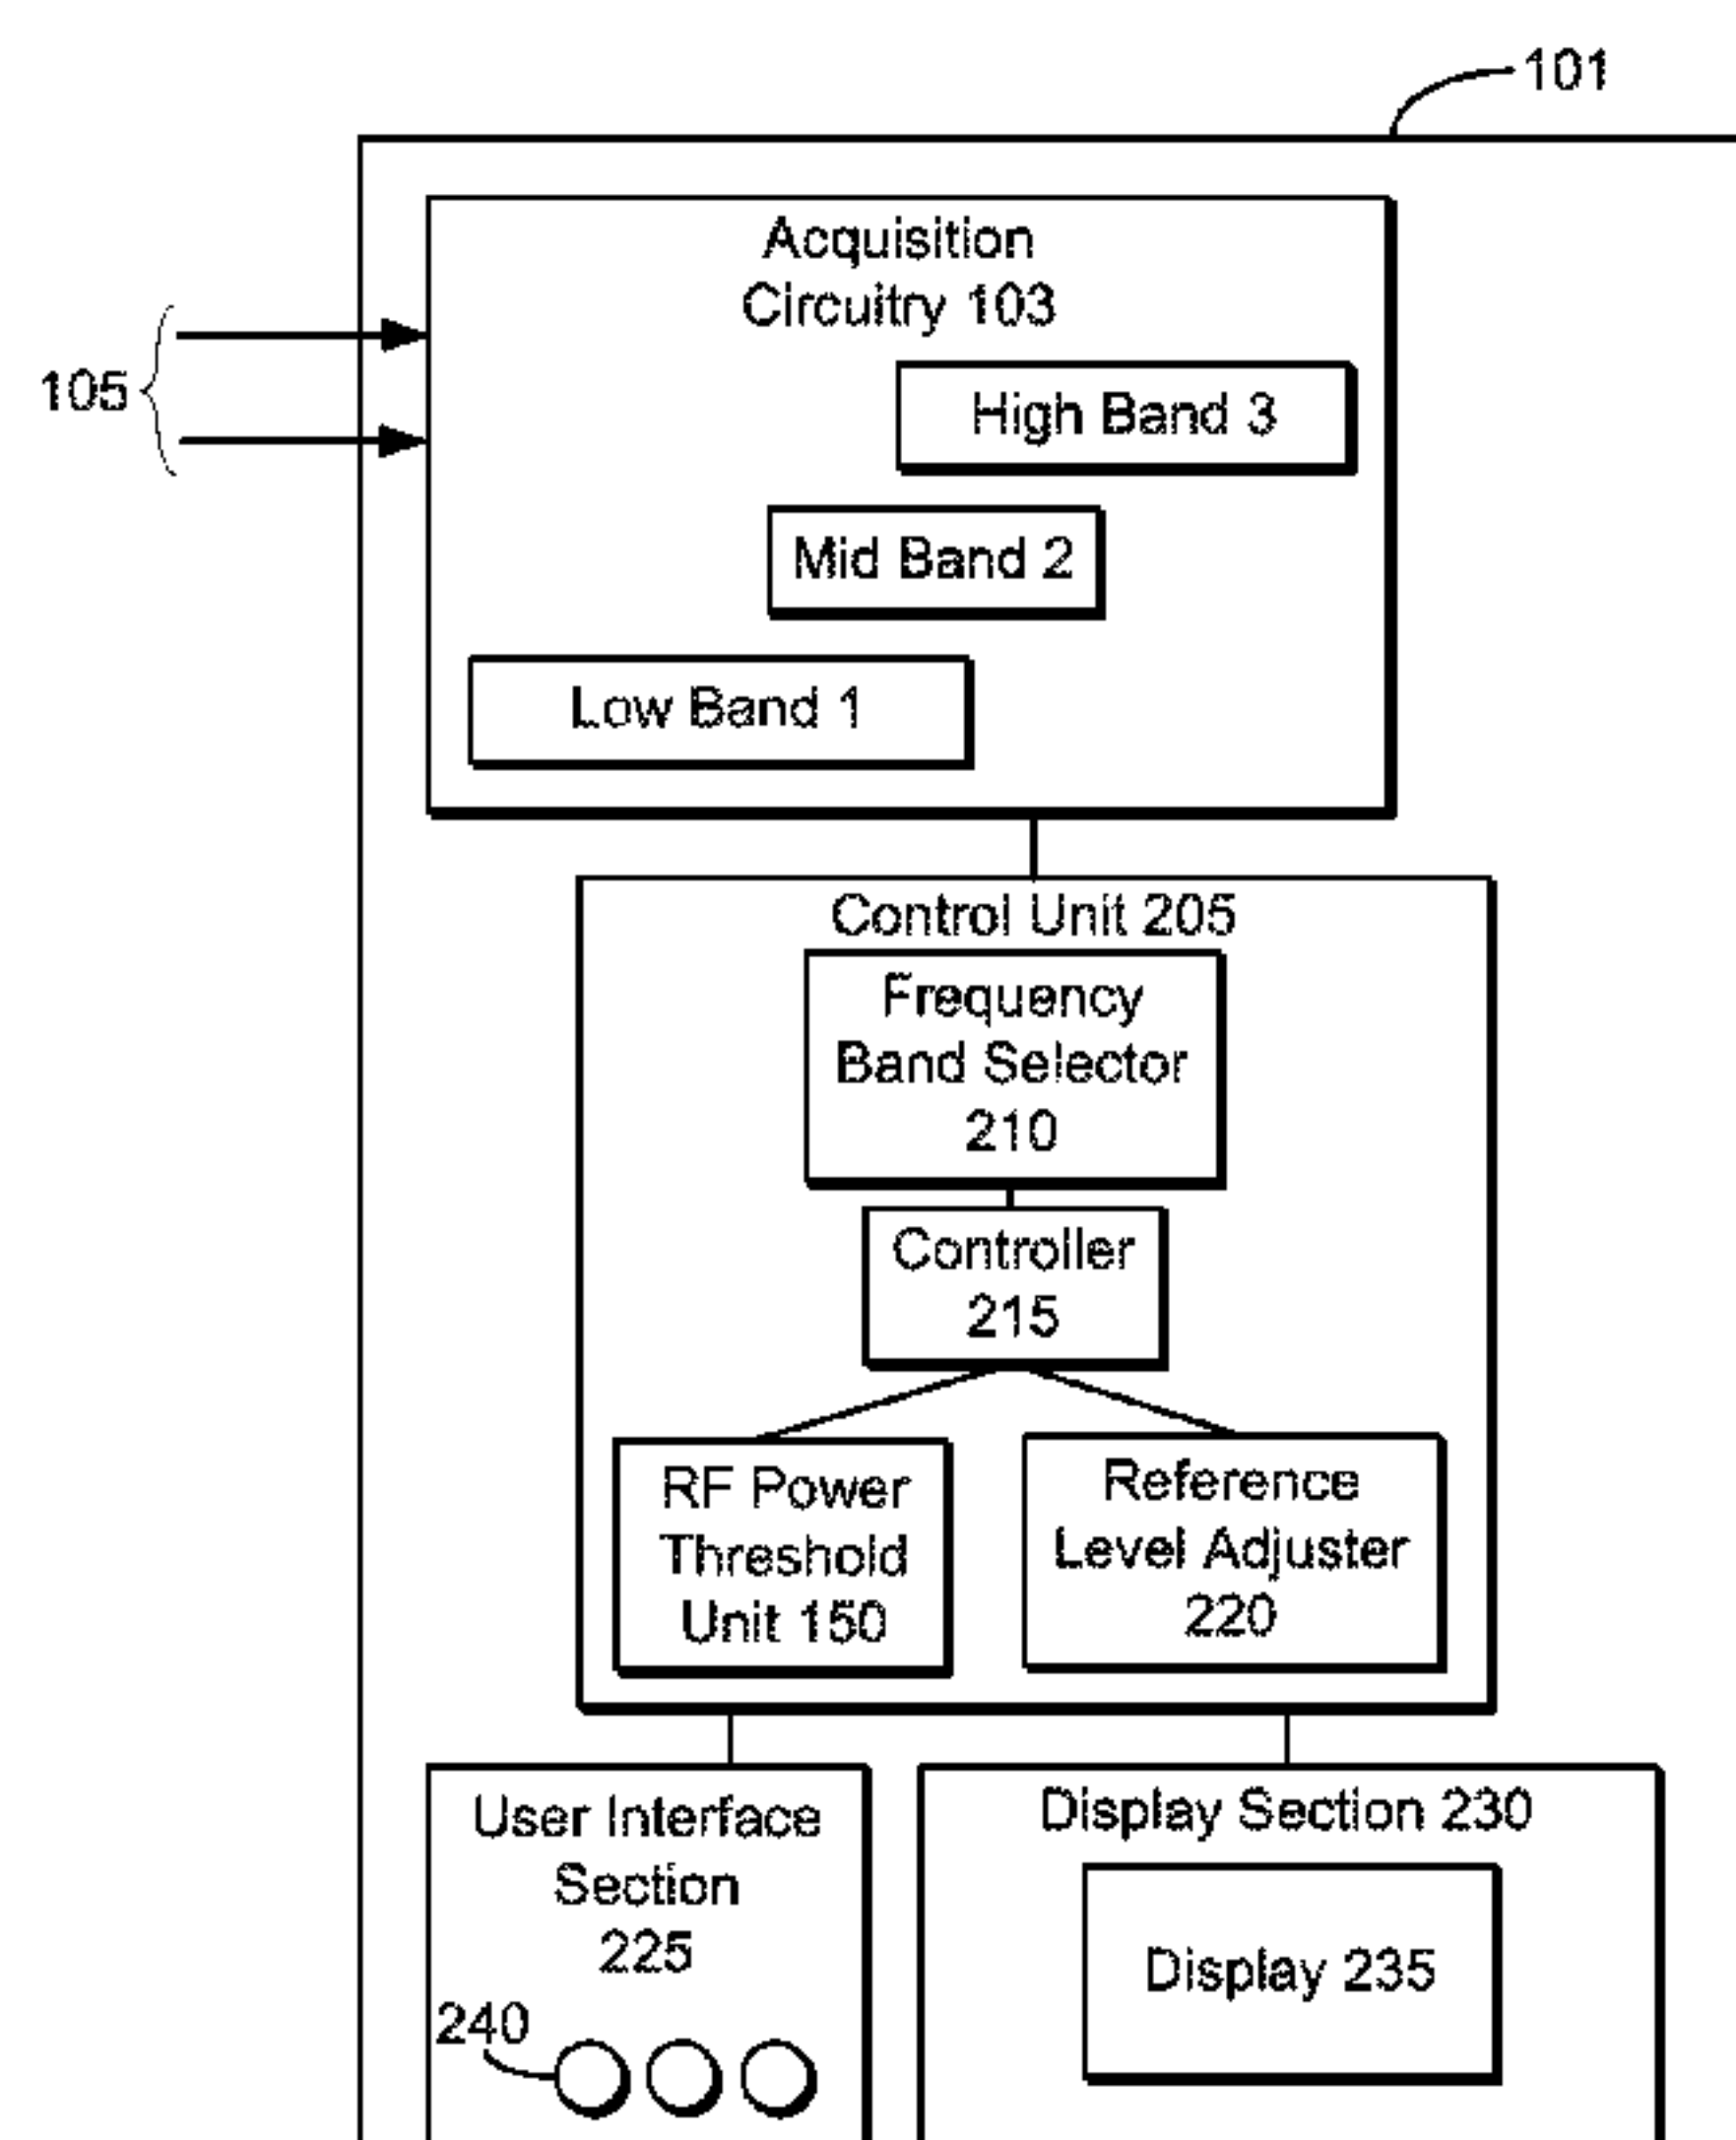 101
Acquisition
Circuitry 103
105
High Band 3
Mid Band 2
Low Band 1
Control Unit 205
Frequency
Band Selector
210
Controller
215
RF Power
Threshold
Unit 150
Reference
Level Adjuster
220
User Interface
Section
225
240
Display Section 230
Display 235